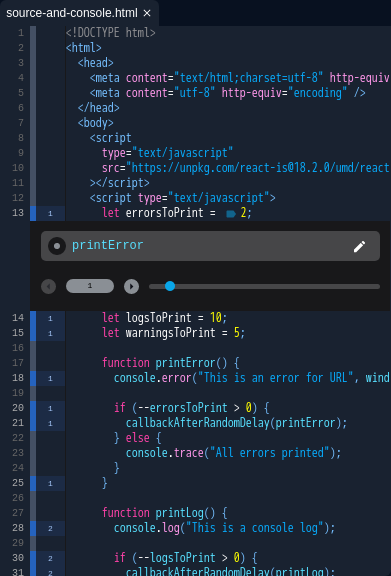 source-and-console.html ×
1 <!DOCTYPE html>
2 <html>
3 <head>
4 <meta content="text/html;charset=utf-8" http-equiv
5 <meta content="utf-8" http-equiv="encoding" />
6 </head>
7 <body>
8 <script
9 type="text/javascript"
10 src="https://unpkg.com/react-is@18.2.0/umd/react
11 ></script>
12 <script type="text/javascript">
13 1 let errorsToPrint = 2;
printError
1
14 1 let logsToPrint = 10;
15 1 let warningsToPrint = 5;
16
17 function printError() {
18 1 console.error("This is an error for URL", wind
19
20 1 if (--errorsToPrint > 0) {
21 1 callbackAfterRandomDelay(printError);
22 } else {
23 console.trace("All errors printed");
24 }
25 1 }
26
27 function printLog() {
28 2 console.log("This is a console log");
29
30 2 if (--logsToPrint > 0) {
31 2 callbackAfterRandomDelay(printLog);